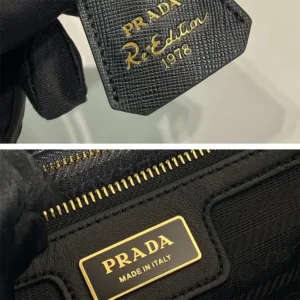 PRADA
Re-Edition
1978
PRADA
MADE IN ITALY